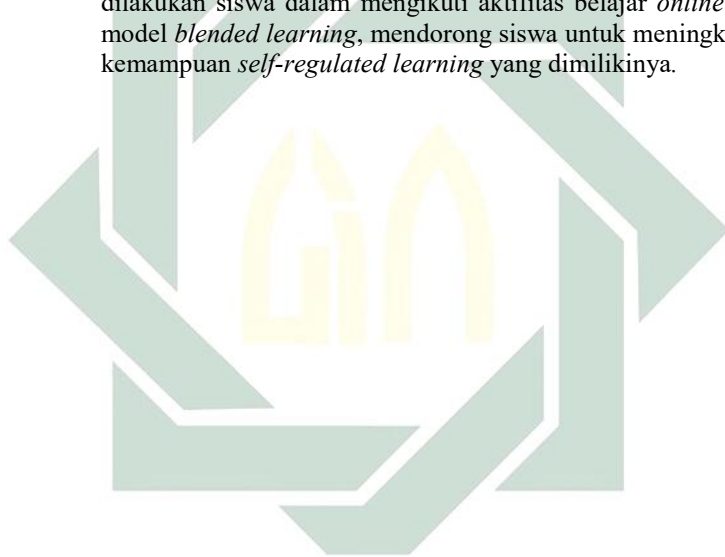 dilakukan siswa dalam mengikuti aktilitas belajar online
model blended learning, mendorong siswa untuk meningk
kemampuan self-regulated learning yang dimilikinya.